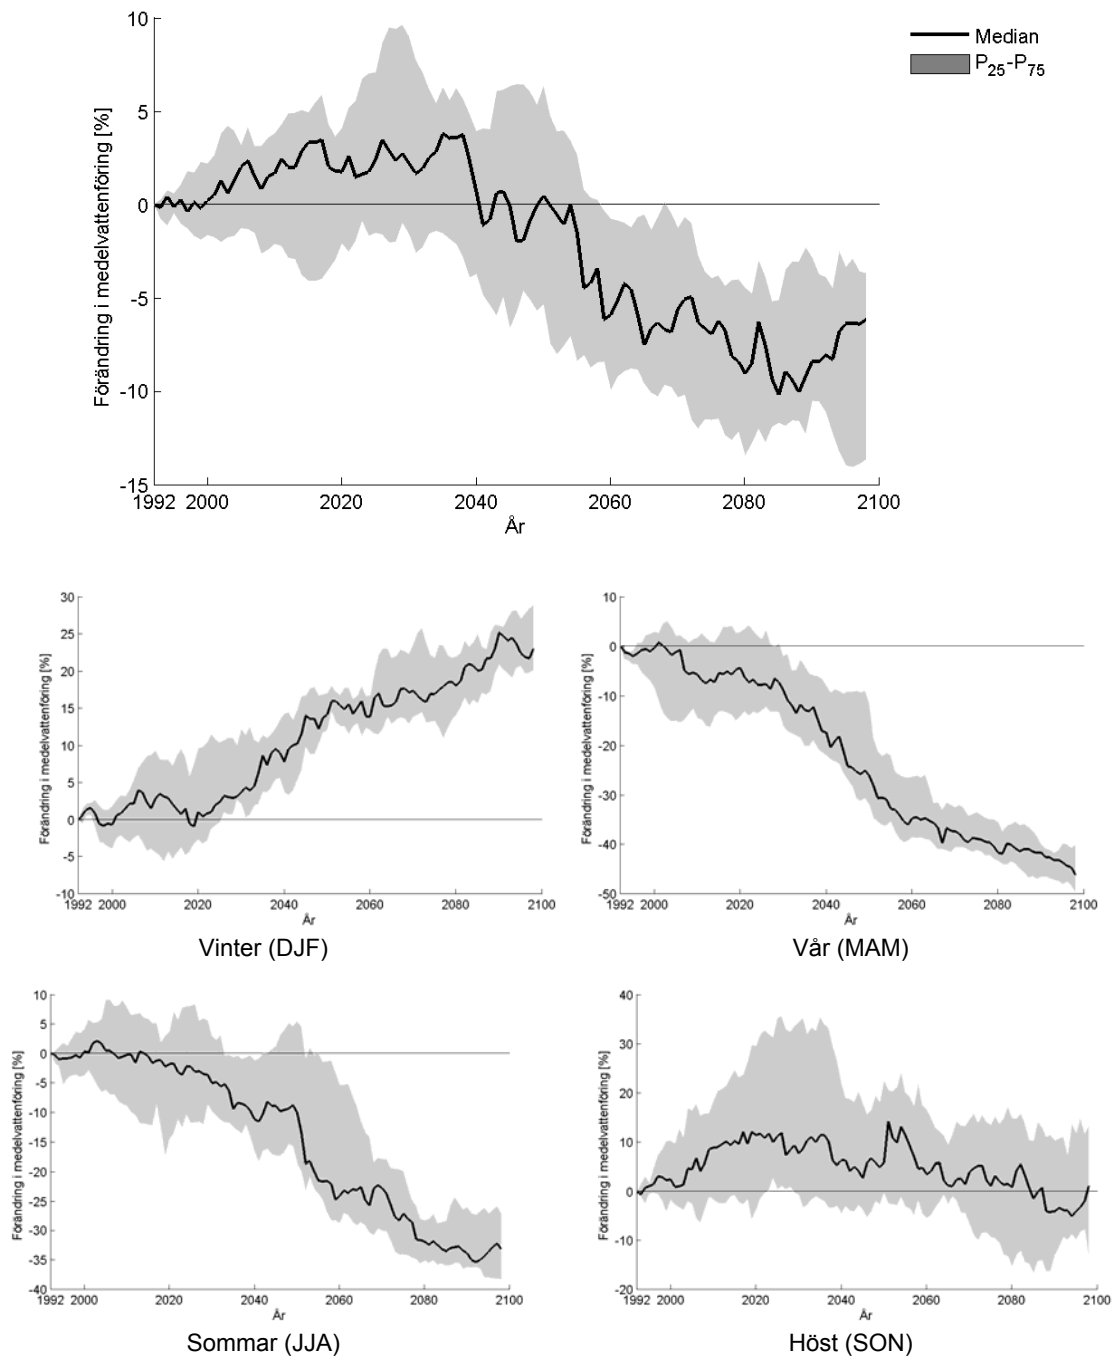 Median
P25-P75
Förändring i medelvattenföring [%]
10
5
0
-5
-10
-15
1992 2000 2020 2040 2060 2080 2100
År
Förändring i medelvattenföring [%]
30
25
20
15
10
5
0
-5
-10
1992 2000 2020 2040 2060 2080 2100
År
Vinter (DJF)
Förändring i medelvattenföring [%]
10
0
-10
-20
-30
-40
-50
1992 2000 2020 2040 2060 2080 2100
År
Vår (MAM)
Förändring i medelvattenföring [%]
10
5
0
-5
-10
-15
-20
-25
-30
-35
-40
1992 2000 2020 2040 2060 2080 2100
År
Sommar (JJA)
Förändring i medelvattenföring [%]
40
30
20
10
0
-10
-20
1992 2000 2020 2040 2060 2080 2100
År
Höst (SON)